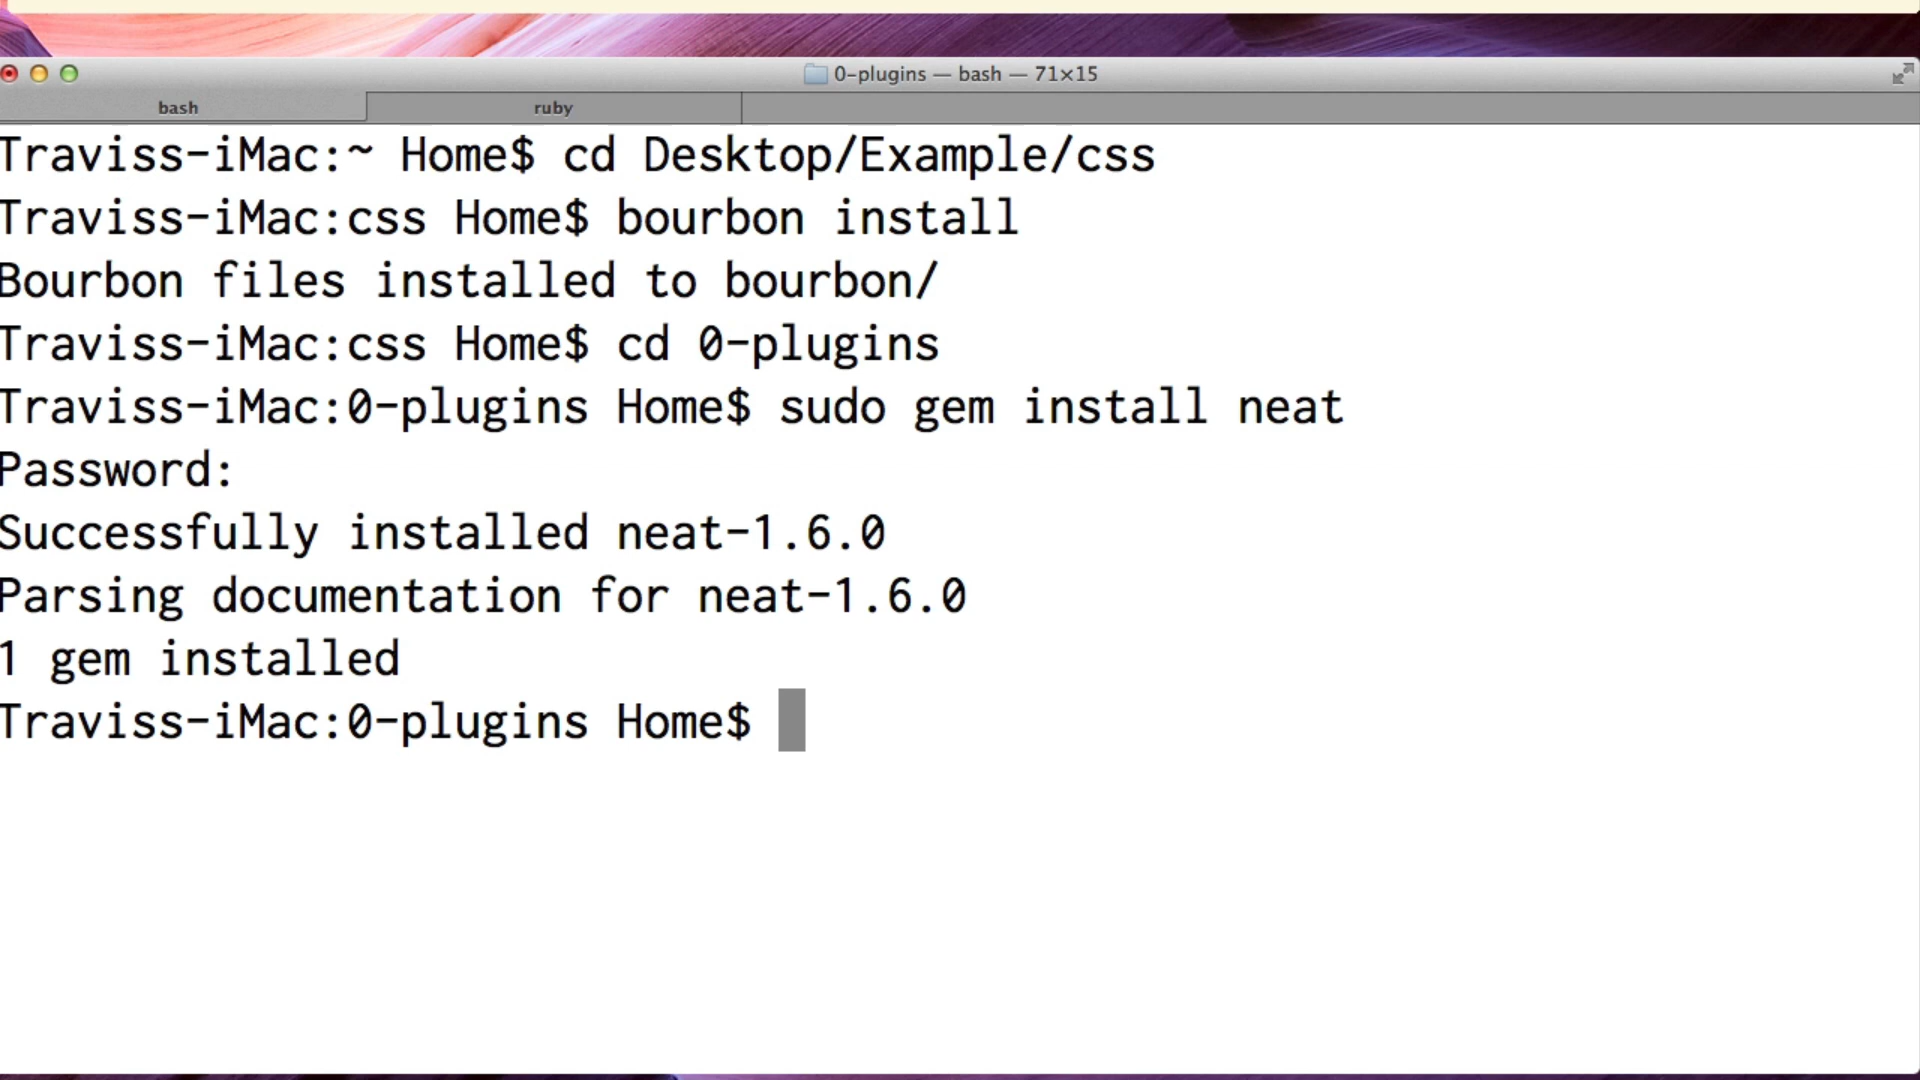 0-plugins — bash — 71×15
bash
ruby
Traviss-iMac:~ Home$ cd Desktop/Example/css
Traviss-iMac:css Home$ bourbon install
Bourbon files installed to bourbon/
Traviss-iMac:css Home$ cd 0-plugins
Traviss-iMac:0-plugins Home$ sudo gem install neat
Password:
Successfully installed neat-1.6.0
Parsing documentation for neat-1.6.0
1 gem installed
Traviss-iMac:0-plugins Home$